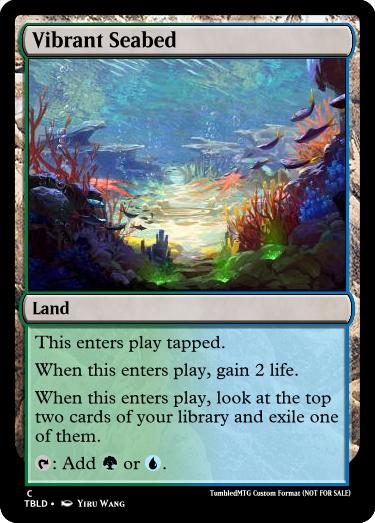 Vibrant Seabed
Land
This enters play tapped.
When this enters play, gain 2 life.
When this enters play, look at the top
two cards of your library and exile one
of them.
: Add or .
C
TBLD • Yiru Wang
TumbledMTG Custom Format (NOT FOR SALE)